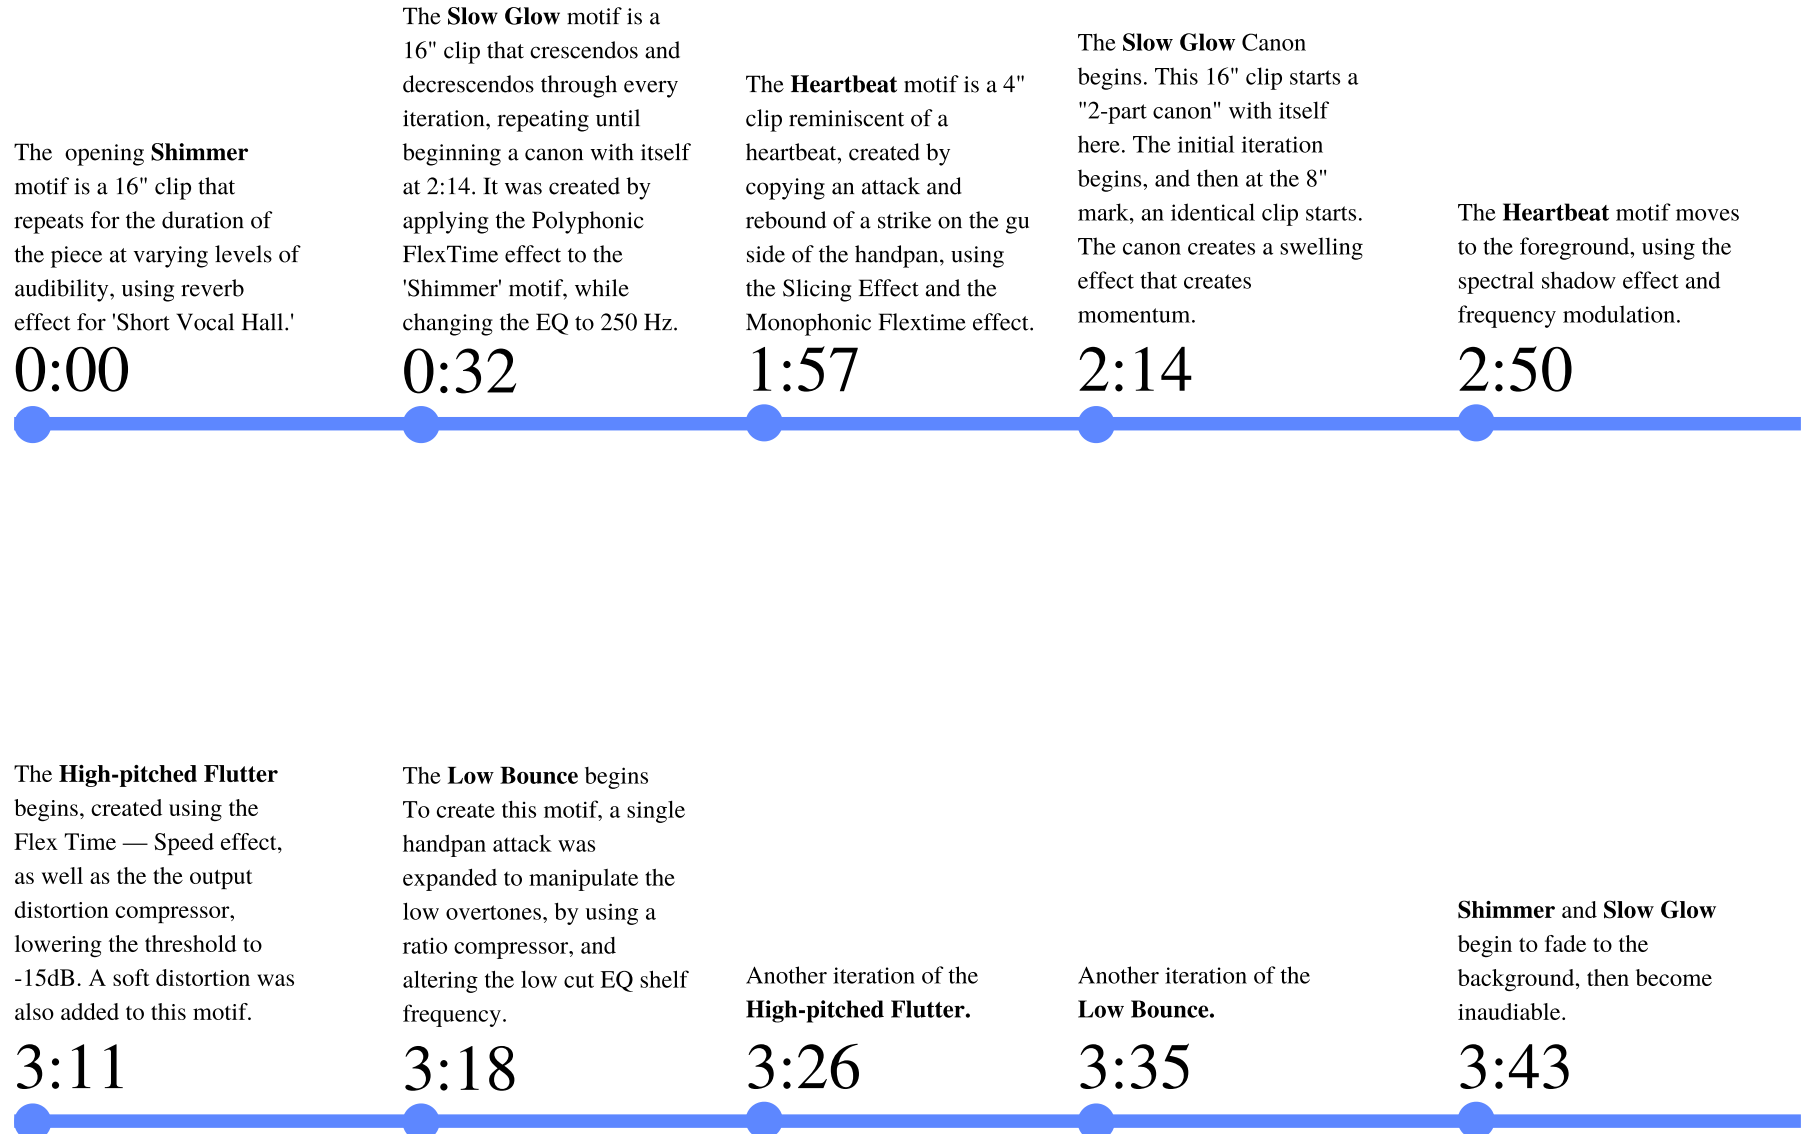 The  opening Shimmer
motif is a 16" clip that
repeats for the duration of
the piece at varying levels of
audibility, using reverb
effect for 'Short Vocal Hall.'
0:00
The Slow Glow motif is a
16" clip that crescendos and
decrescendos through every
iteration, repeating until
beginning a canon with itself
at 2:14. It was created by
applying the Polyphonic
FlexTime effect to the
'Shimmer' motif, while
changing the EQ to 250 Hz.
0:32
The Heartbeat motif is a 4"
clip reminiscent of a
heartbeat, created by
copying an attack and
rebound of a strike on the gu
side of the handpan, using
the Slicing Effect and the
Monophonic Flextime effect.
1:57
The Slow Glow Canon
begins. This 16" clip starts a
"2-part canon" with itself
here. The initial iteration
begins, and then at the 8"
mark, an identical clip starts.
The canon creates a swelling
effect that creates
momentum.
2:14
The Heartbeat motif moves
to the foreground, using the
spectral shadow effect and
frequency modulation.
2:50
The High-pitched Flutter
begins, created using the
Flex Time — Speed effect,
as well as the the output
distortion compressor,
lowering the threshold to
-15dB. A soft distortion was
also added to this motif.
3:11
The Low Bounce begins
To create this motif, a single
handpan attack was
expanded to manipulate the
low overtones, by using a
ratio compressor, and
altering the low cut EQ shelf
frequency.
3:18
Another iteration of the
High-pitched Flutter.
3:26
Another iteration of the
Low Bounce.
3:35
Shimmer and Slow Glow
begin to fade to the
background, then become
inaudiable.
3:43